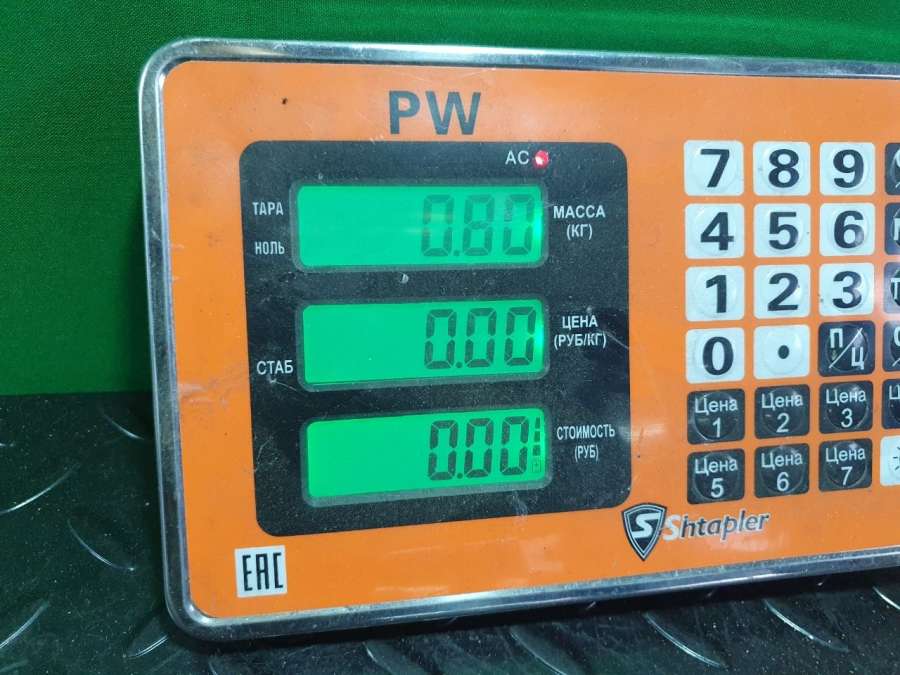 PW
AC
ТАРА
НОЛЬ
0.80
МАССА
(КГ)
СТАБ
0.00
ЦЕНА
(РУБ/КГ)
0.00
СТОИМОСТЬ
(РУБ)
7 8 9
4 5 6
1 2 3
0 . П/Ц
Цена 1 Цена 2 Цена 3
Цена 5 Цена 6 Цена 7
S Shtapler
EAC